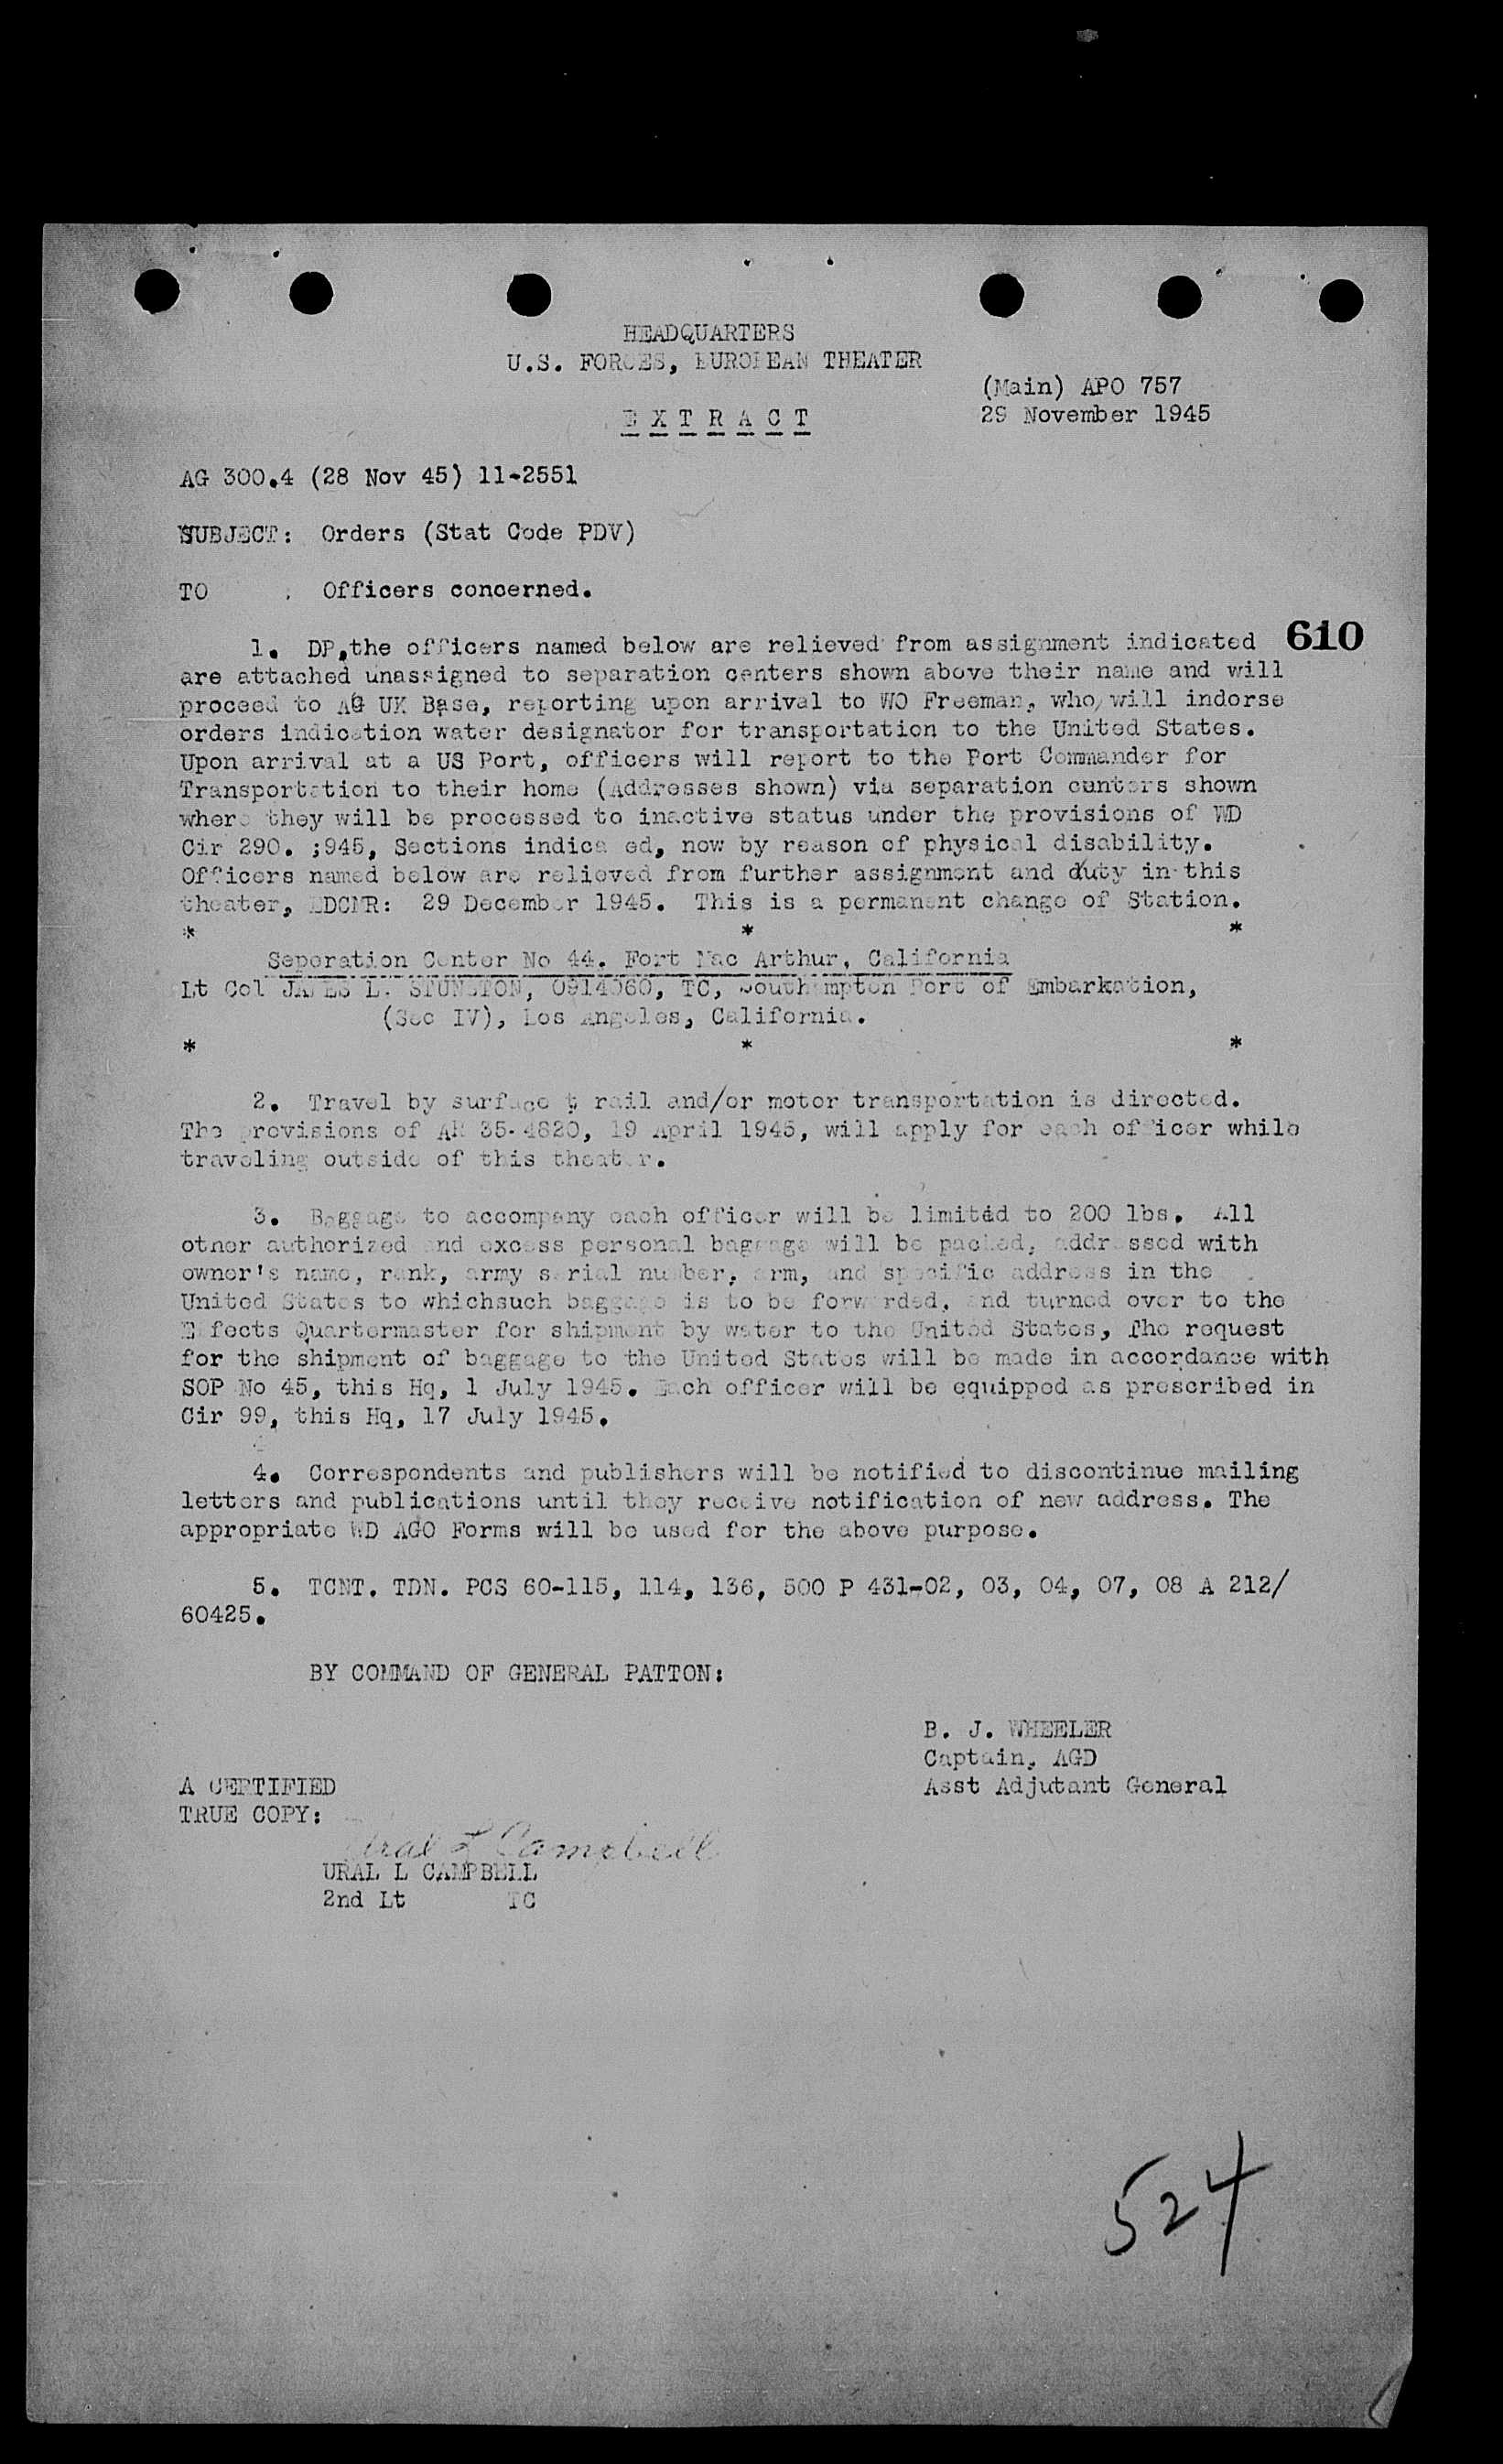 HEADQUARTERS
U.S. FORCES, EUROPEAN THEATER
(Main) APO 757
E X T R A C T
29 November 1945
AG 300.4 (28 Nov 45) 11-2551
SUBJECT: Orders (Stat Code PDV)
TO : Officers concerned.
610
1. DP, the officers named below are relieved from assignment indicated
are attached unassigned to separation centers shown above their name and will
proceed to AG UK Base, reporting upon arrival to WO Freeman, who, will indorse
orders indication water designator for transportation to the United States.
Upon arrival at a US Port, officers will report to the Port Commander for
Transportation to their home (Addresses shown) via separation centers shown
where they will be processed to inactive status under the provisions of WD
Cir 290. ;945, Sections indica ed, now by reason of physical disability.
Officers named below are relieved from further assignment and duty in this
theater, EDCMR: 29 December 1945. This is a permanent change of Station.
* * *
Seperation Center No 44. Fort Mac Arthur, California
Lt Col JAMES L. 0914060, TC, Southampton Port of Embarkation,
(Sec IV), Los Angeles, California.
* * *
2. Travel by surface rail and/or motor transportation is directed.
The provisions of AR 35-4820, 19 April 1945, will apply for each officer while
traveling outside of this theater.
3. Baggage to accompany each officer will be limited to 200 lbs. All
other authorized and excess personal baggage will be packed, addressed with
owner's name, rank, army serial number, arm, and specific address in the
United States to whichsuch baggage is to be forwarded, and turned over to the
Effects Quartermaster for shipment by water to the United States, The request
for the shipment of baggage to the United States will be made in accordance with
SOP No 45, this Hq, 1 July 1945. Each officer will be equipped as prescribed in
Cir 99, this Hq, 17 July 1945.
4. Correspondents and publishers will be notified to discontinue mailing
letters and publications until they receive notification of new address. The
appropriate WD AGO Forms will be used for the above purpose.
5. TCNT. TDN. PCS 60-115, 114, 136, 500 P 431-02, 03, 04, 07, 08 A 212/
60425.
BY COMMAND OF GENERAL PATTON:
B. J. WHEELER
Captain, AGD
Asst Adjutant General
A CERTIFIED
TRUE COPY:
Ural L Campbell
URAL L CAMPBELL
2nd Lt TC
524